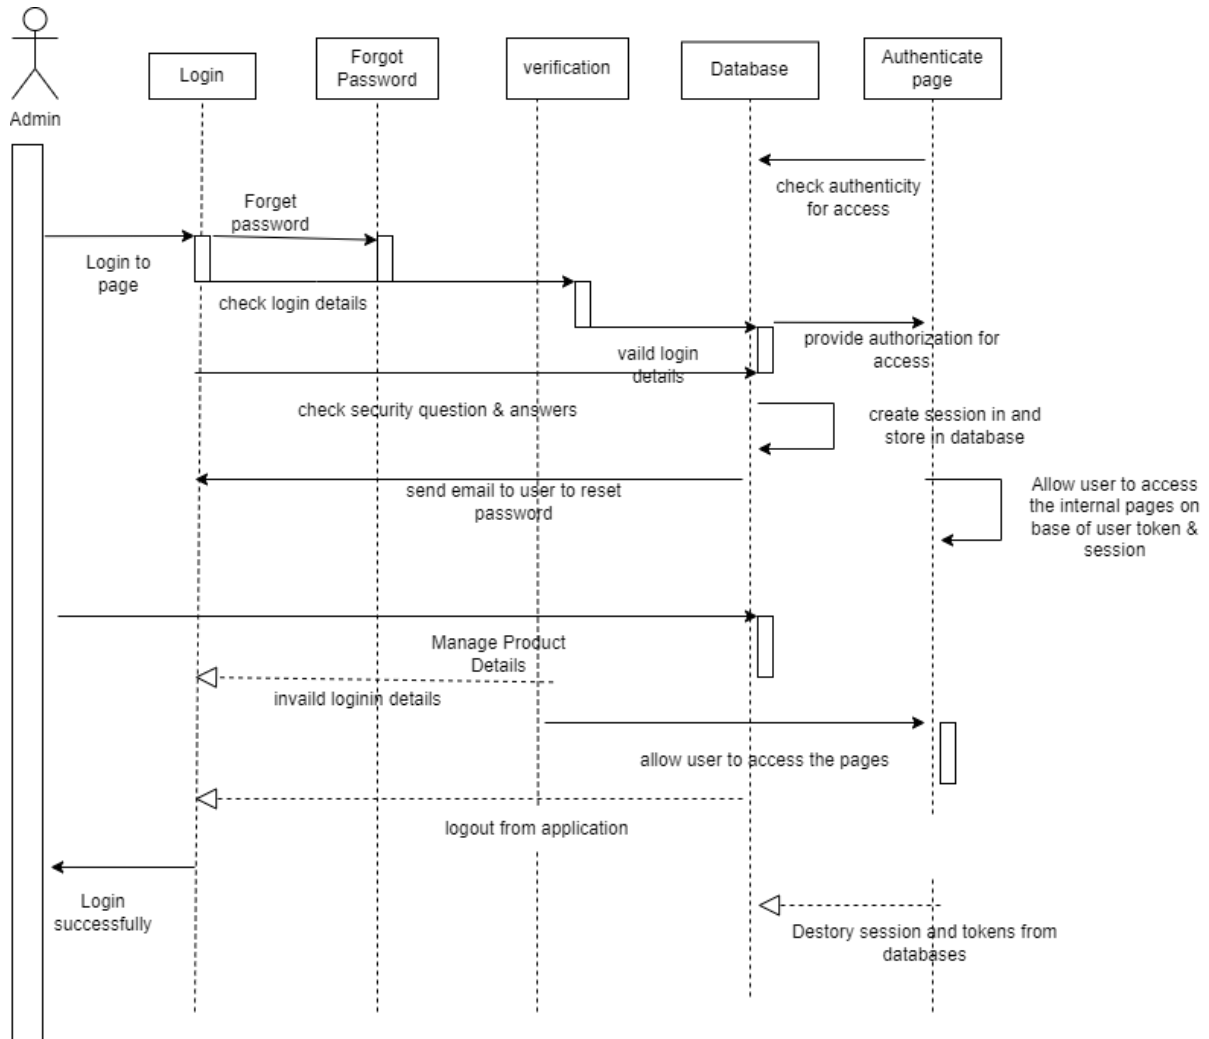 Admin
Login
Forgot
Password
verification
Database
Authenticate
page
check authenticity
for access
Forget
password
Login to
page
check login details
vaild login
details
provide authorization for
access
check security question & answers
create session in and
store in database
send email to user to reset
password
Allow user to access
the internal pages on
base of user token &
session
Manage Product
Details
invaild loginin details
allow user to access the pages
logout from application
Login
successfully
Destory session and tokens from
databases